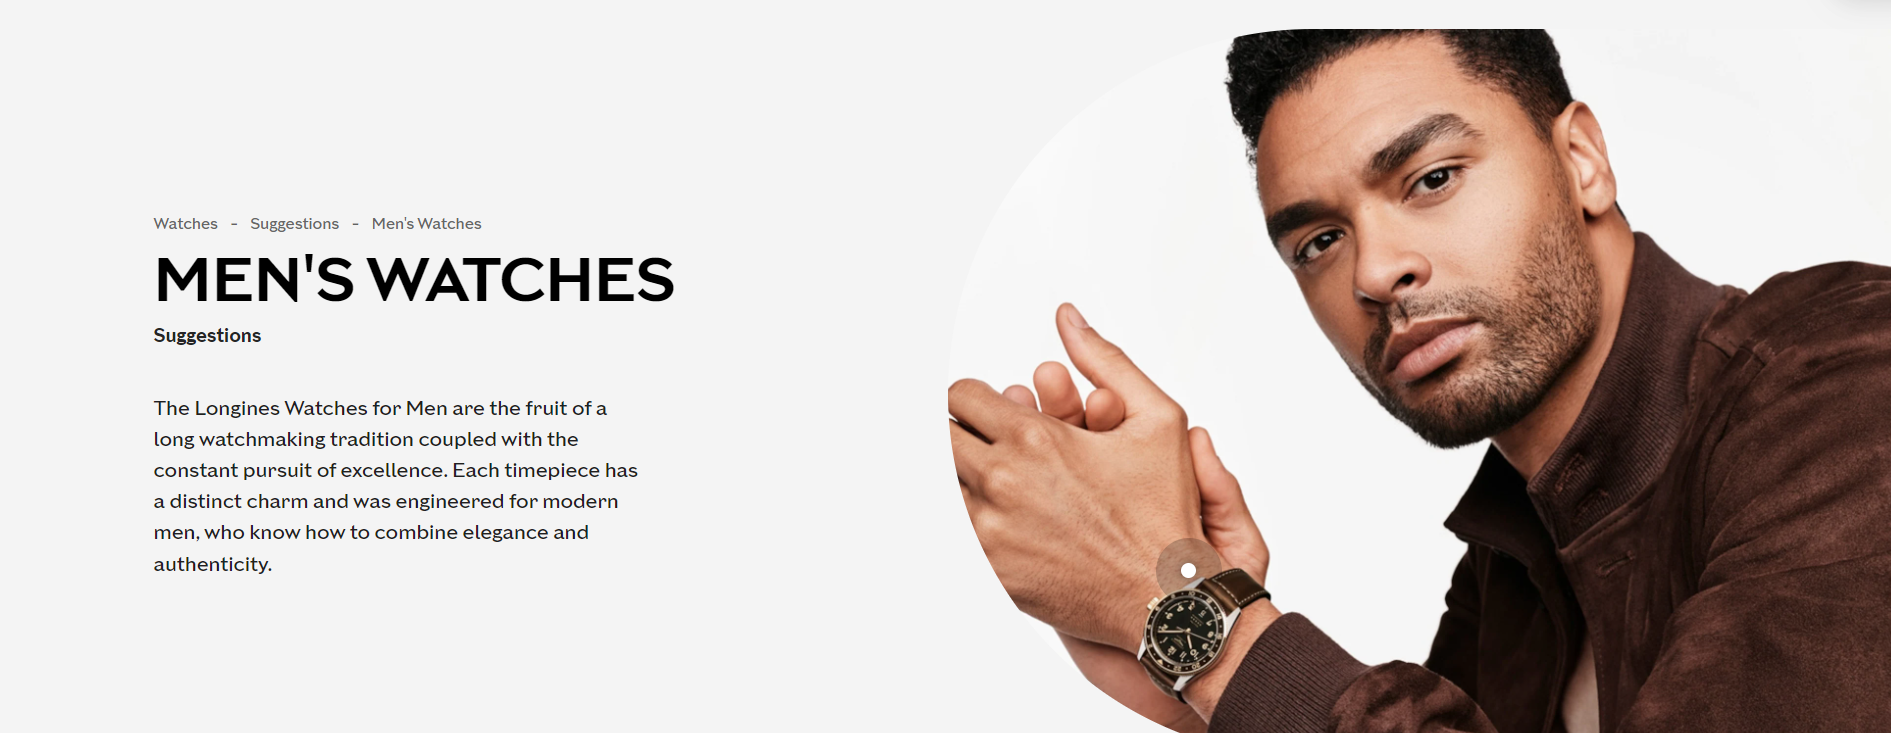 Watches - Suggestions - Men's Watches
MEN'S WATCHES
Suggestions
The Longines Watches for Men are the fruit of a
long watchmaking tradition coupled with the
constant pursuit of excellence. Each timepiece has
a distinct charm and was engineered for modern
men, who know how to combine elegance and
authenticity.